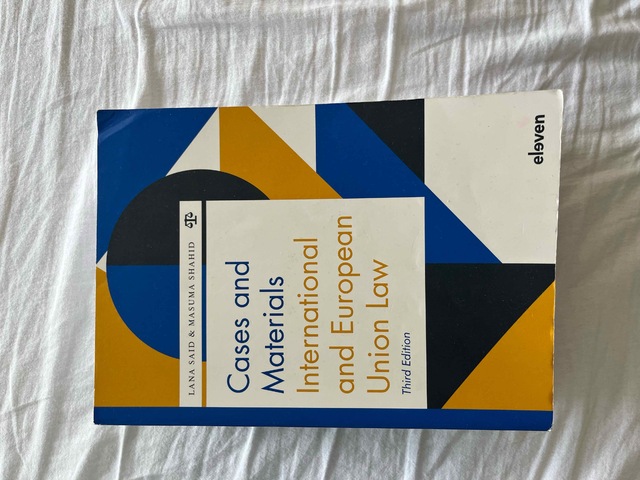 LANA SAID & MASUMA SHAHID
Cases and
Materials
International
and European
Union Law
Third Edition
eleven